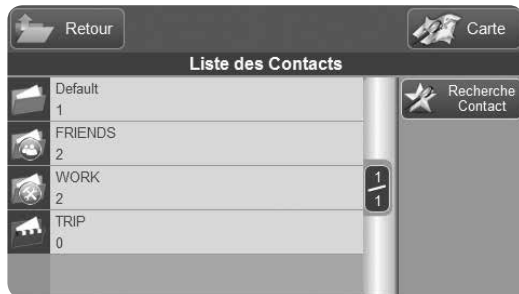 Retour
Carte
Liste des Contacts
Default
1
Recherche
Contact
FRIENDS
2
WORK
2
1
1
TRIP
0